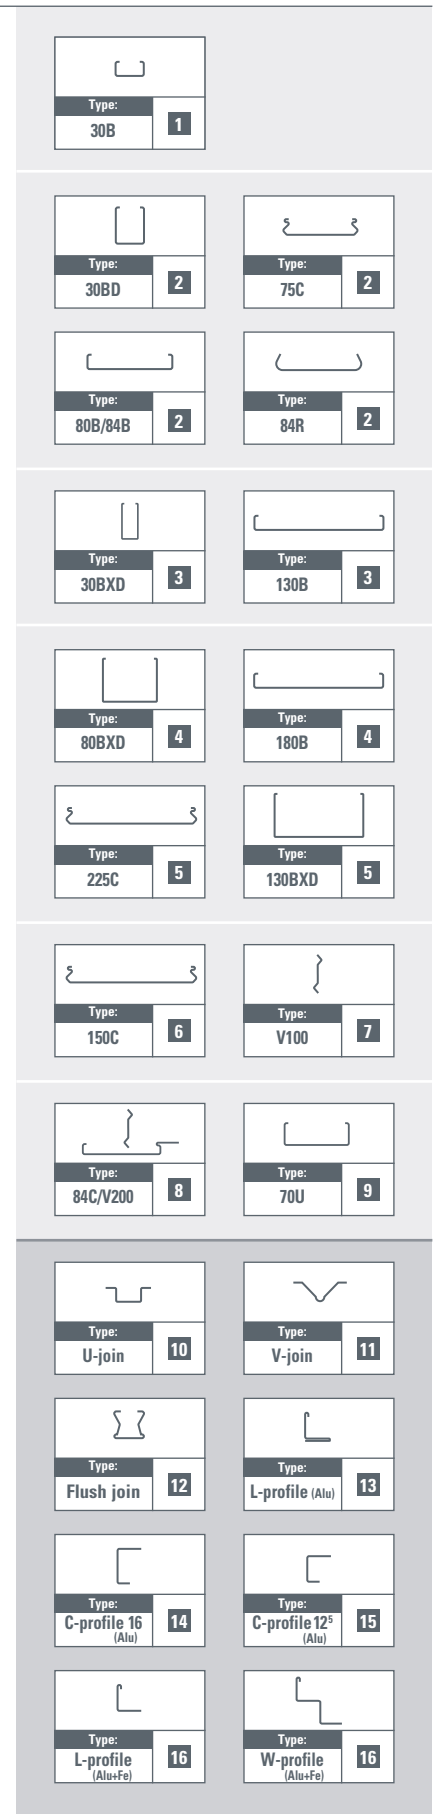 Type:
30B
1
Type:
30BD
2
Type:
75C
2
Type:
80B/84B
2
Type:
84R
2
Type:
30BXD
3
Type:
130B
3
Type:
80BXD
4
Type:
180B
4
Type:
225C
5
Type:
130BXD
5
Type:
150C
6
Type:
V100
7
Type:
84C/V200
8
Type:
70U
9
Type:
U-join
10
Type:
V-join
11
Type:
Flush join
12
Type:
L-profile (Alu)
13
Type:
C-profile 16
(Alu)
14
Type:
C-profile 12⁵
(Alu)
15
Type:
L-profile
(Alu+Fe)
16
Type:
W-profile
(Alu+Fe)
16